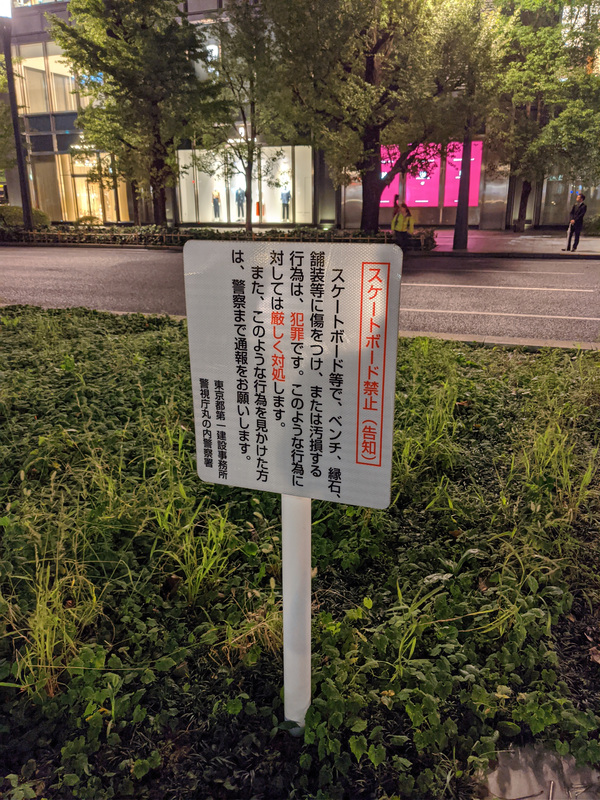 スケートボード禁止（告知）
スケートボード等で、ベンチ、縁石、
舗装等に傷をつけ、または汚損する
行為は、犯罪です。このような行為に
対しては厳しく対処します。
また、このような行為を見かけた方
は、警察まで通報をお願いします。
東京都第一建設事務所
警視庁丸の内警察署